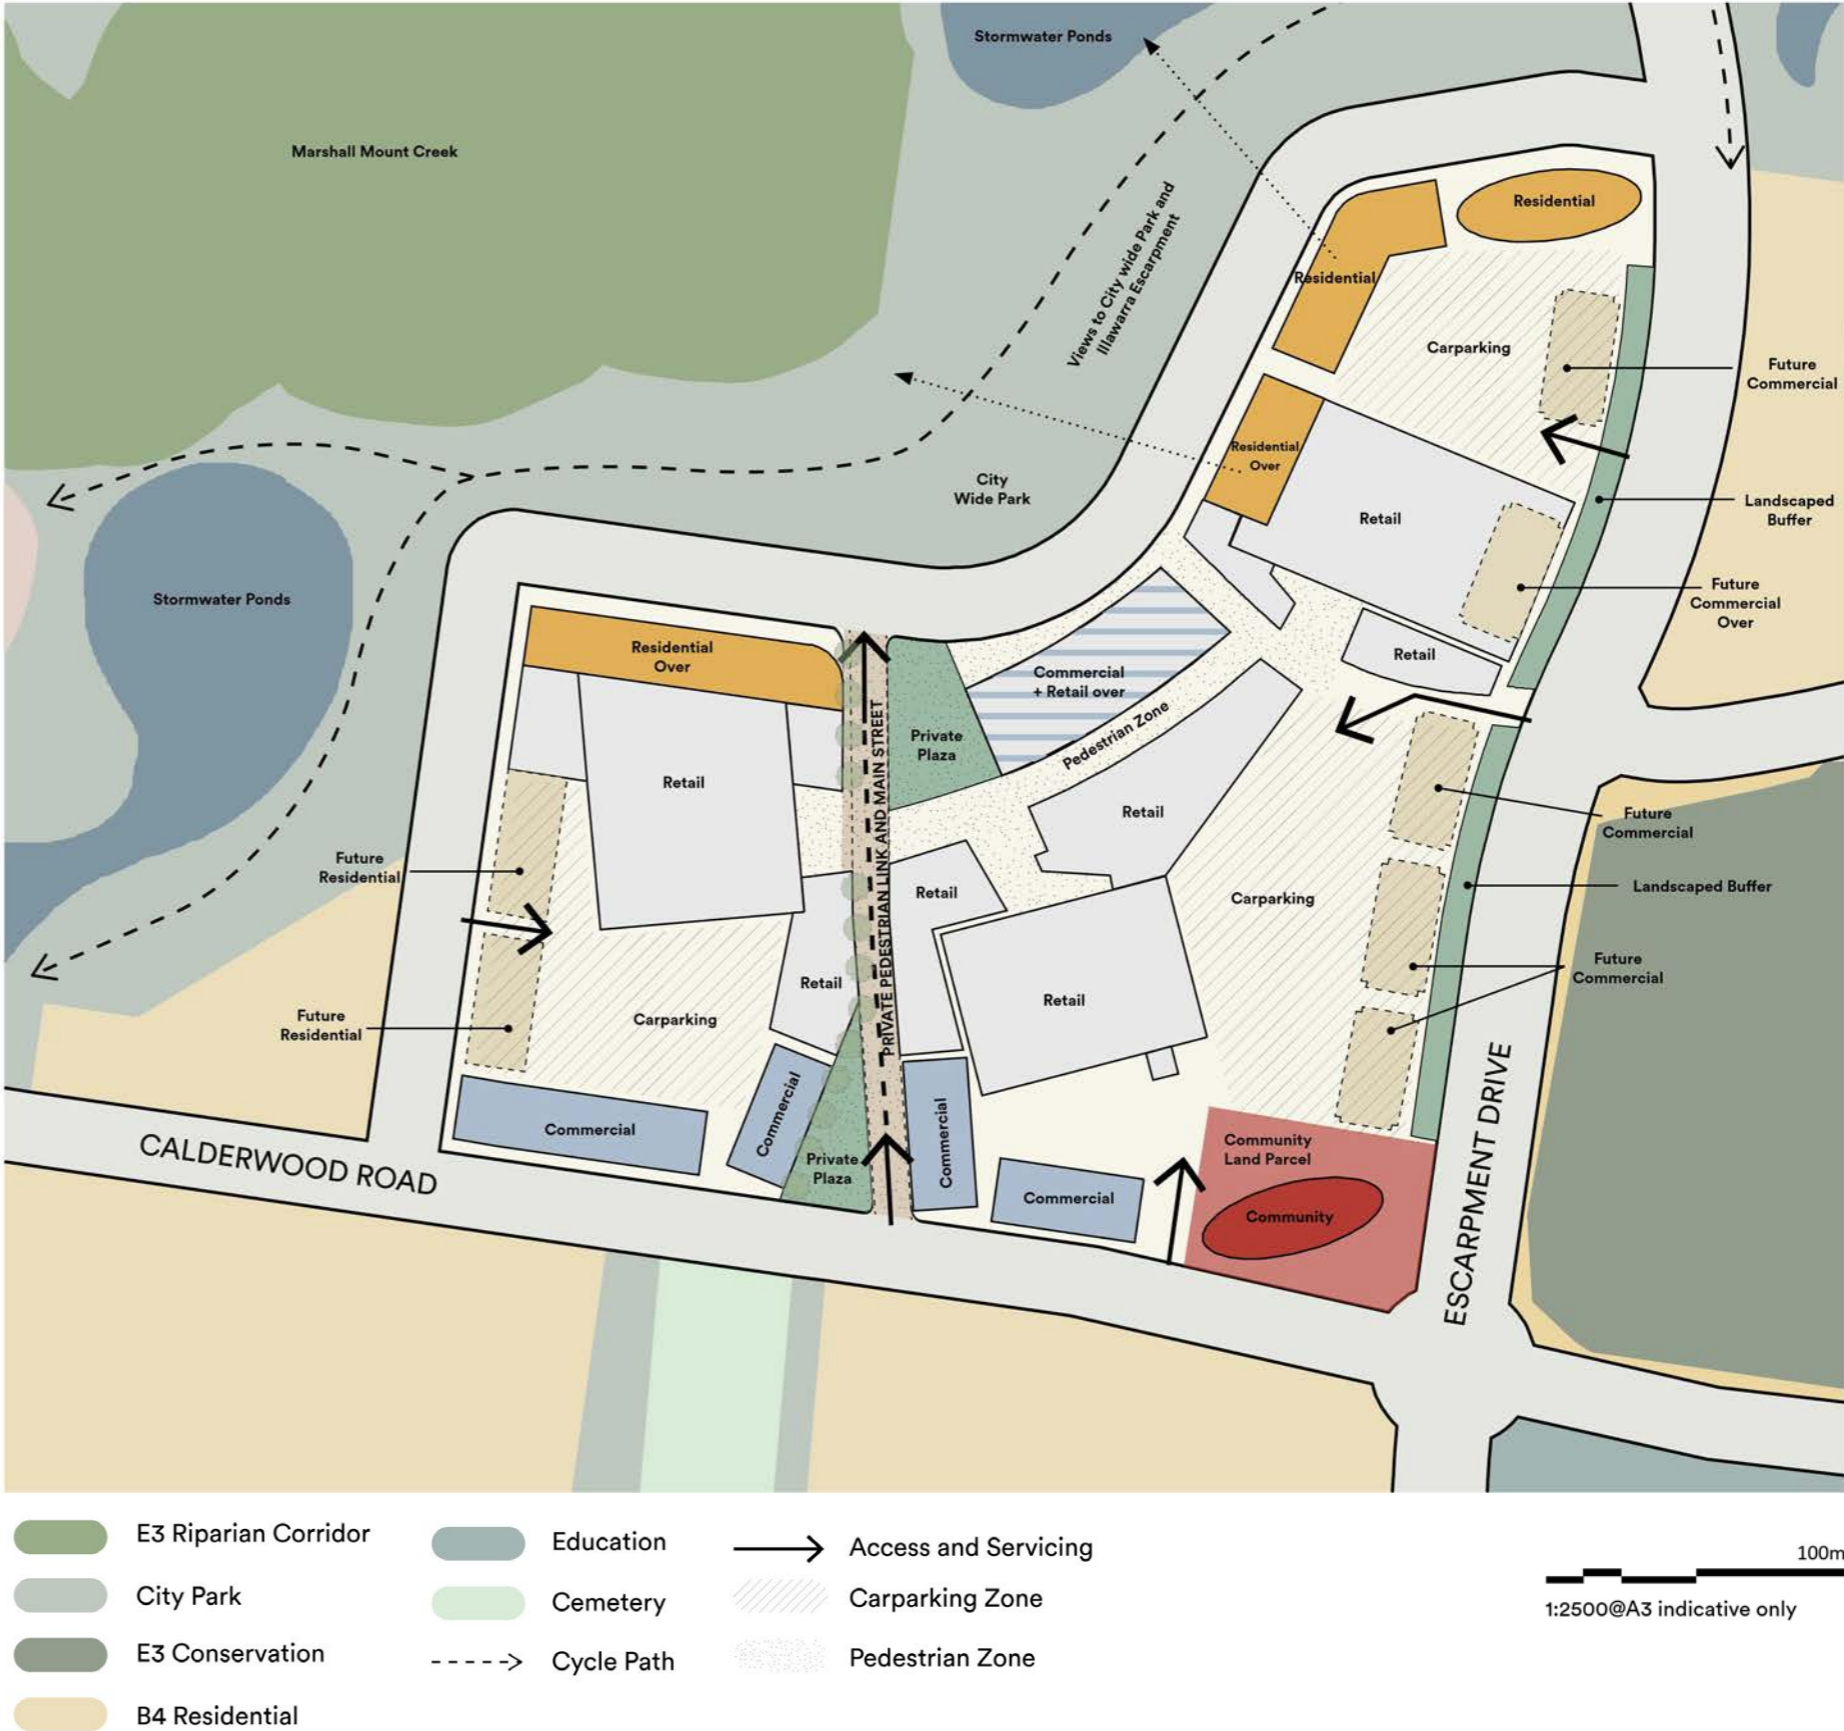 Stormwater Ponds
Marshall Mount Creek
Views to City wide Park and
Illawarra Escarpment
Residential
Residential
Carparking
Future
Commercial
Residential
Over
City
Wide Park
Retail
Landscaped
Buffer
Future
Commercial
Over
Stormwater Ponds
Residential
Over
Retail
Commercial
+ Retail over
Private
Plaza
Pedestrian Zone
Retail
PRIVATE PEDESTRIAN LINK AND MAIN STREET
Retail
Future
Commercial
Future
Residential
Retail
Carparking
Landscaped Buffer
Retail
Retail
Future
Commercial
Future
Residential
Carparking
Commercial
Commercial
Private
Plaza
Commercial
Commercial
Community
Land Parcel
Community
CALDERWOOD ROAD
ESCARPMENT DRIVE
E3 Riparian Corridor
City Park
E3 Conservation
B4 Residential
Education
Cemetery
Cycle Path
Access and Servicing
Carparking Zone
Pedestrian Zone
100m
1:2500@A3 indicative only